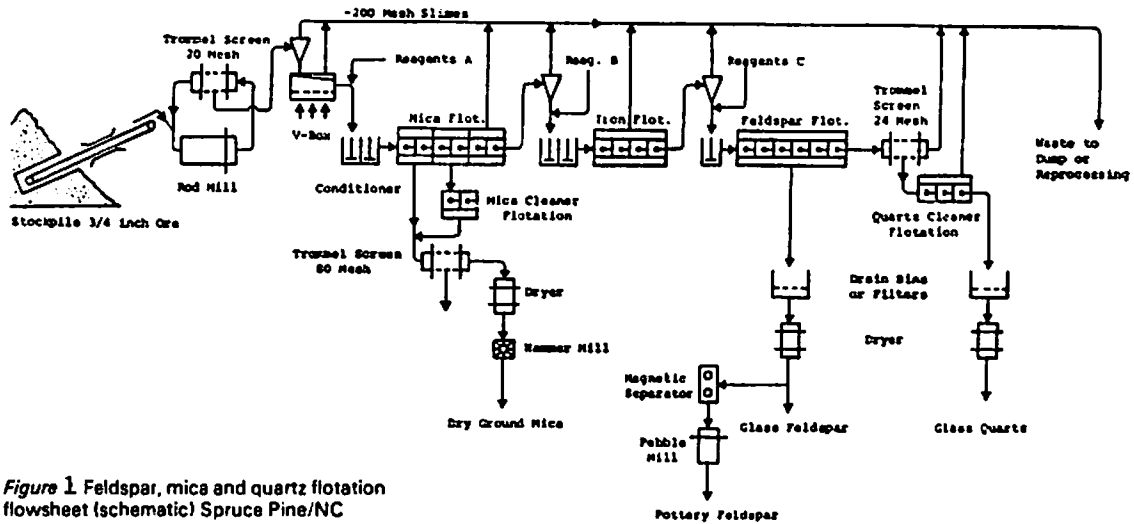 -200 Mesh Slimes
Trommel Screen
20 Mesh
Reagents A
Reag. B
Reagents C
Trommel
Screen
24 Mesh
V-Box
Mica Flot.
Iron Flot.
Feldspar Flot.
Waste to
Dump or
Reprocessing
Rod Mill
Conditioner
Mica Cleaner
Flotation
Quartz Cleaner
Flotation
Stockpile 3/4 inch Ore
Trommel Screen
80 Mesh
Dryer
Drain Bins
or Filters
Hammer Mill
Dryer
Magnetic
Separator
Dry Ground Mica
Glass Feldspar
Glass Quartz
Pebble
Mill
Figure 1 Feldspar, mica and quartz flotation
flowsheet (schematic) Spruce Pine/NC
Pottery Feldspar